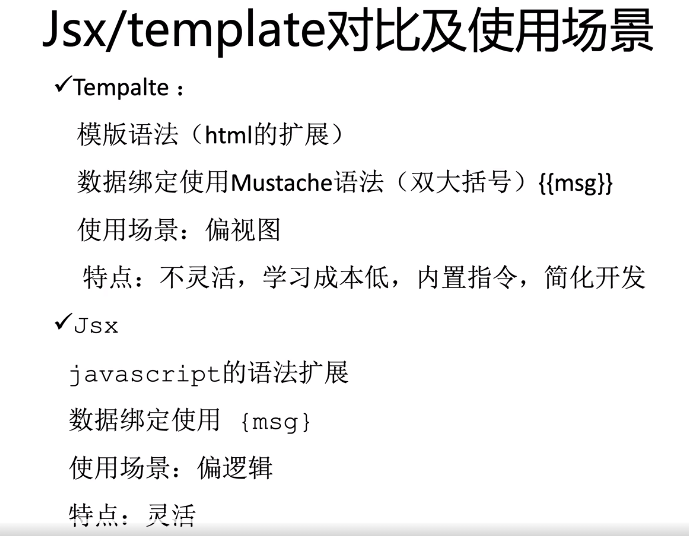 Jsx/template对比及使用场景
✓Tempalte：
模版语法（html的扩展）
数据绑定使用Mustache语法（双大括号）{{msg}}
使用场景：偏视图
特点：不灵活，学习成本低，内置指令，简化开发
✓Jsx
javascript的语法扩展
数据绑定使用 {msg}
使用场景：偏逻辑
特点：灵活